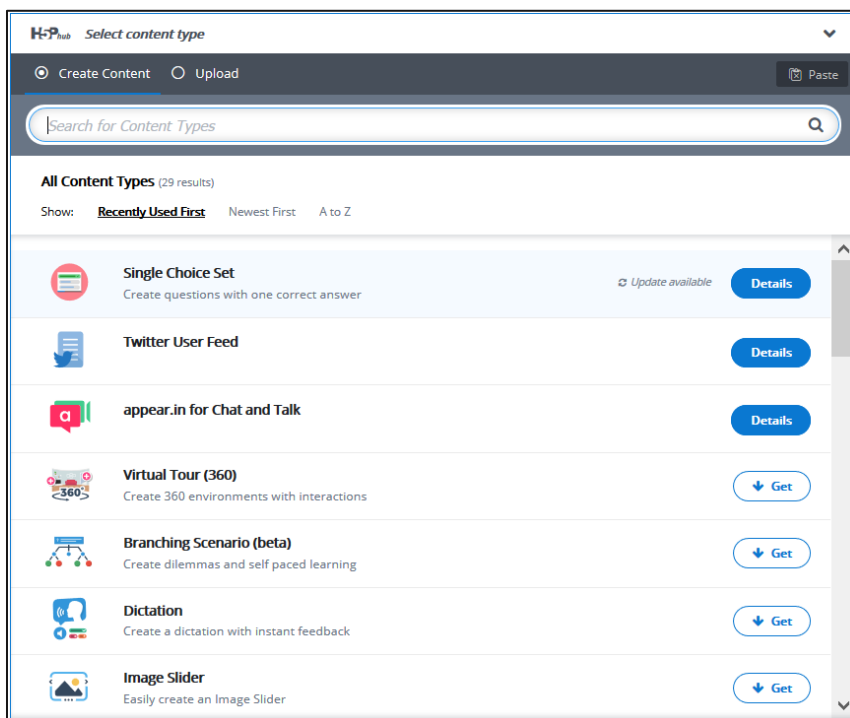 H5Phub Select content type
Create Content Upload Paste
Search for Content Types
All Content Types (29 results)
Show: Recently Used First Newest First A to Z
Single Choice Set
Create questions with one correct answer
Update available Details
Twitter User Feed
Details
appear.in for Chat and Talk
Details
a
Virtual Tour (360)
Create 360 environments with interactions
360°
Get
Branching Scenario (beta)
Create dilemmas and self paced learning
Get
Dictation
Create a dictation with instant feedback
Get
Image Slider
Easily create an Image Slider
Get